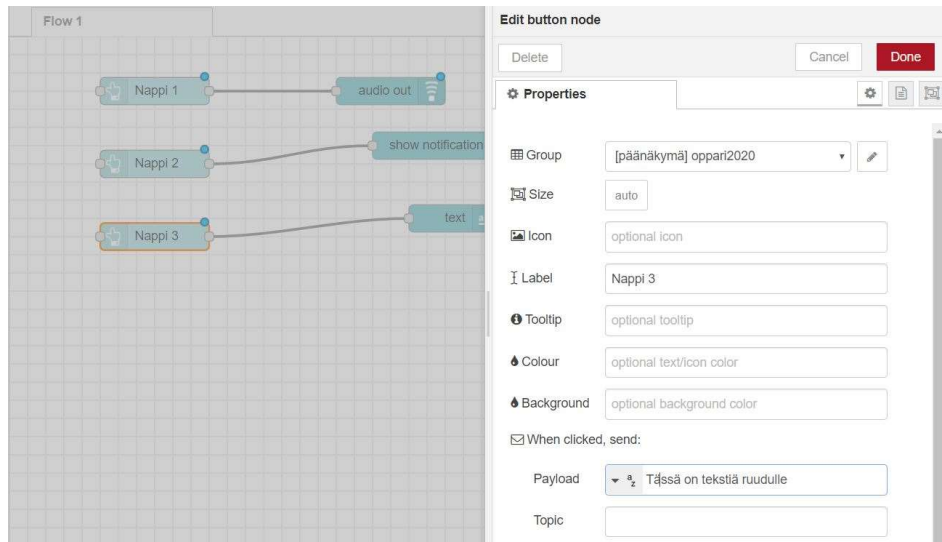 Flow 1
Nappi 1
audio out
Nappi 2
show notification
Nappi 3
text
Edit button node
Delete
Cancel
Done
Properties
Group
[päänäkymä] oppari2020
Size
auto
Icon
optional icon
Label
Nappi 3
Tooltip
optional tooltip
Colour
optional text/icon color
Background
optional background color
When clicked, send:
Payload
az Tässä on tekstiä ruudulle
Topic